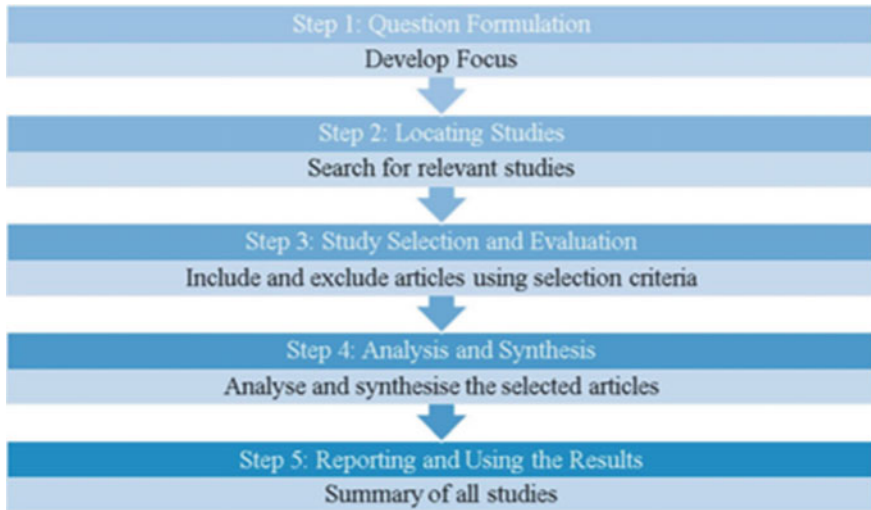 Step 1: Question Formulation
Develop Focus
Step 2: Locating Studies
Search for relevant studies
Step 3: Study Selection and Evaluation
Include and exclude articles using selection criteria
Step 4: Analysis and Synthesis
Analyse and synthesise the selected articles
Step 5: Reporting and Using the Results
Summary of all studies